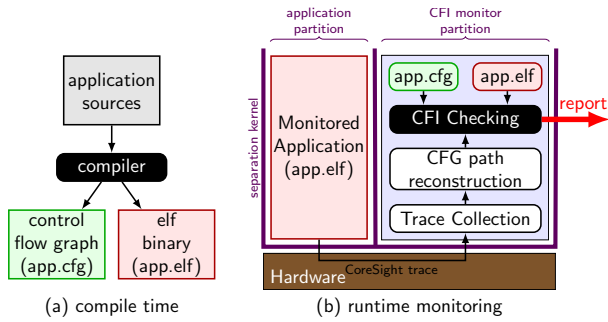 application
sources
compiler
control
flow graph
(app.cfg)
elf
binary
(app.elf)
(a) compile time
application
partition
CFI monitor
partition
separation kernel
Monitored
Application
(app.elf)
app.cfg
app.elf
CFI Checking
report
CFG path
reconstruction
Trace Collection
CoreSight trace
Hardware
(b) runtime monitoring